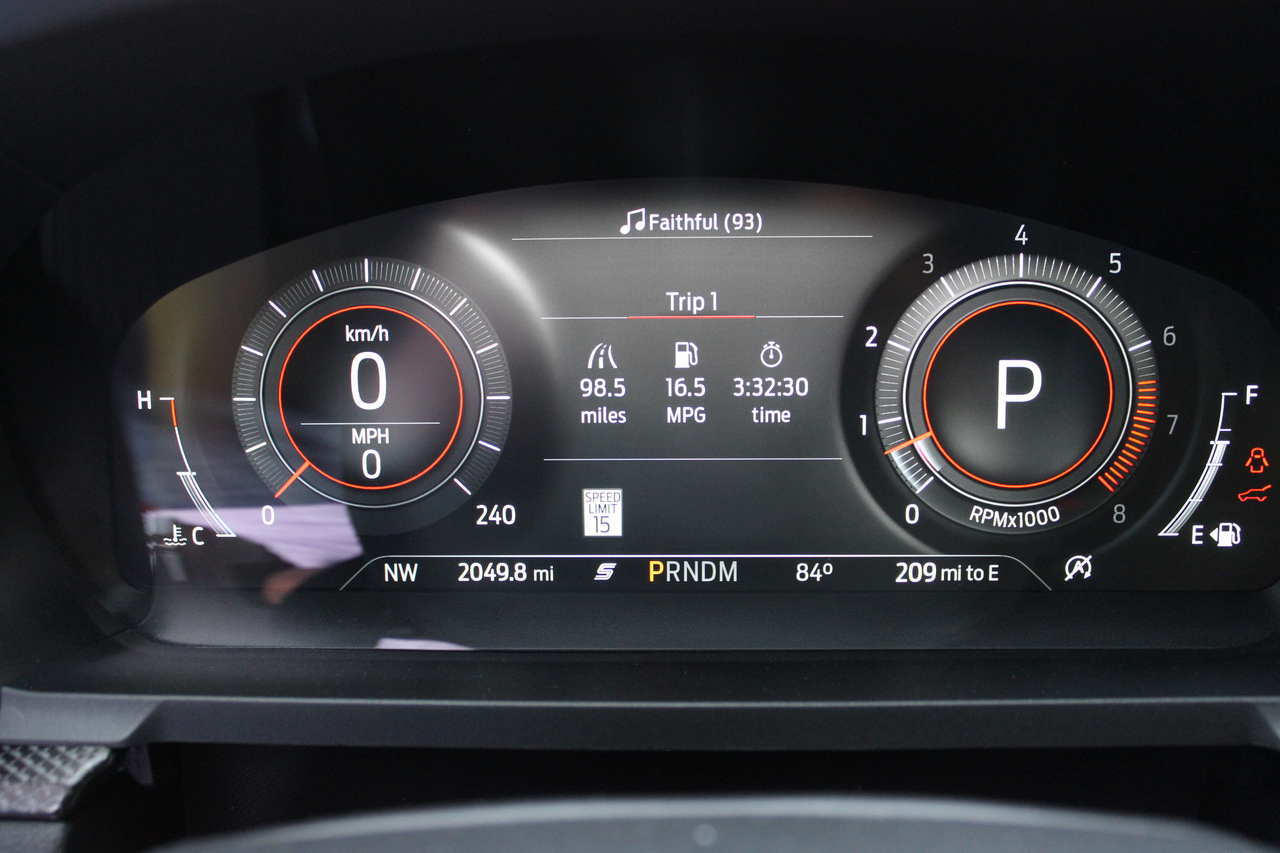 Faithful (93)
Trip 1
98.5 16.5 3:32:30
miles MPG time
SPEED
LIMIT
15
H
C
km/h
0
MPH
0
0 240
0 1 2 3 4 5 6 7 8
P
RPMx1000
F
E
NW 2049.8 mi S PRNDM 84º 209 mi to E
A